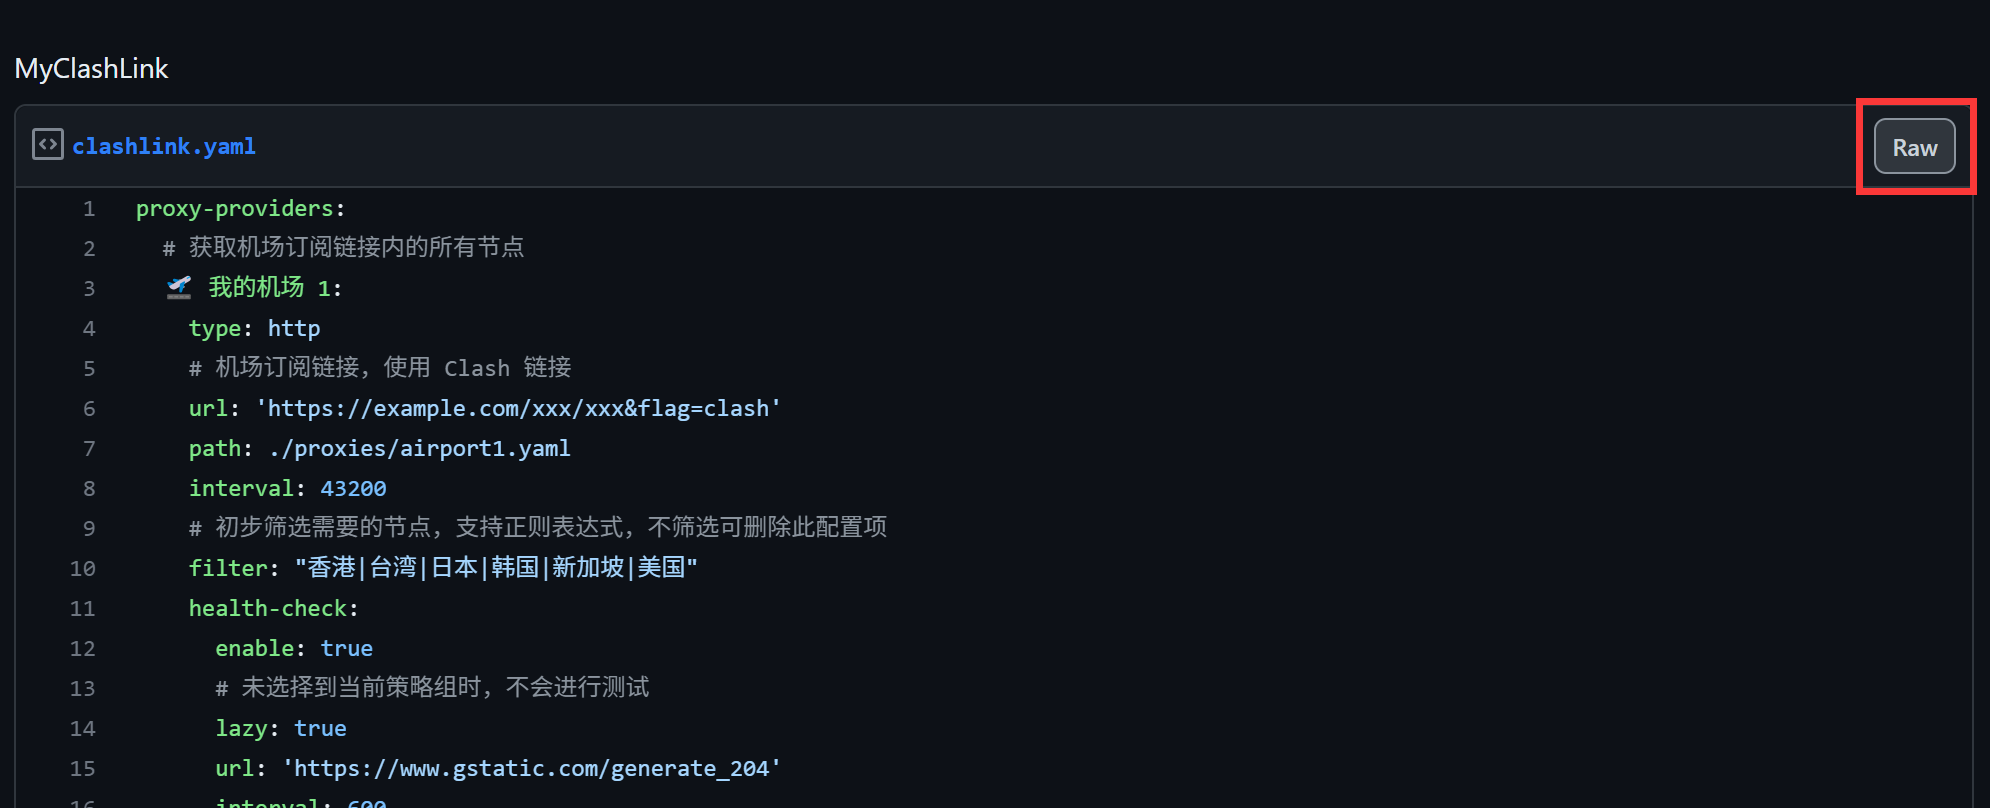 MyClashLink
clashlink.yaml
Raw
1 proxy-providers:
2 # 获取机场订阅链接内的所有节点
3 🛫 我的机场 1:
4 type: http
5 # 机场订阅链接，使用 Clash 链接
6 url: 'https://example.com/xxx/xxx&flag=clash'
7 path: ./proxies/airport1.yaml
8 interval: 43200
9 # 初步筛选需要的节点，支持正则表达式，不筛选可删除此配置项
10 filter: "香港|台湾|日本|韩国|新加坡|美国"
11 health-check:
12 enable: true
13 # 未选择到当前策略组时，不会进行测试
14 lazy: true
15 url: 'https://www.gstatic.com/generate_204'
16 interval: 600